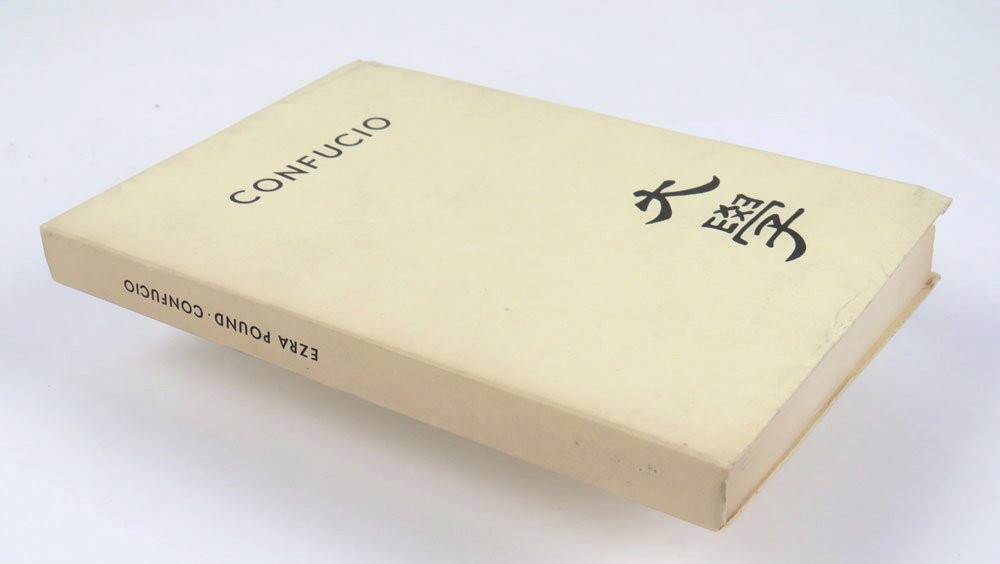 CONFUCIO
大學
EZRA POUND · CONFUCIO